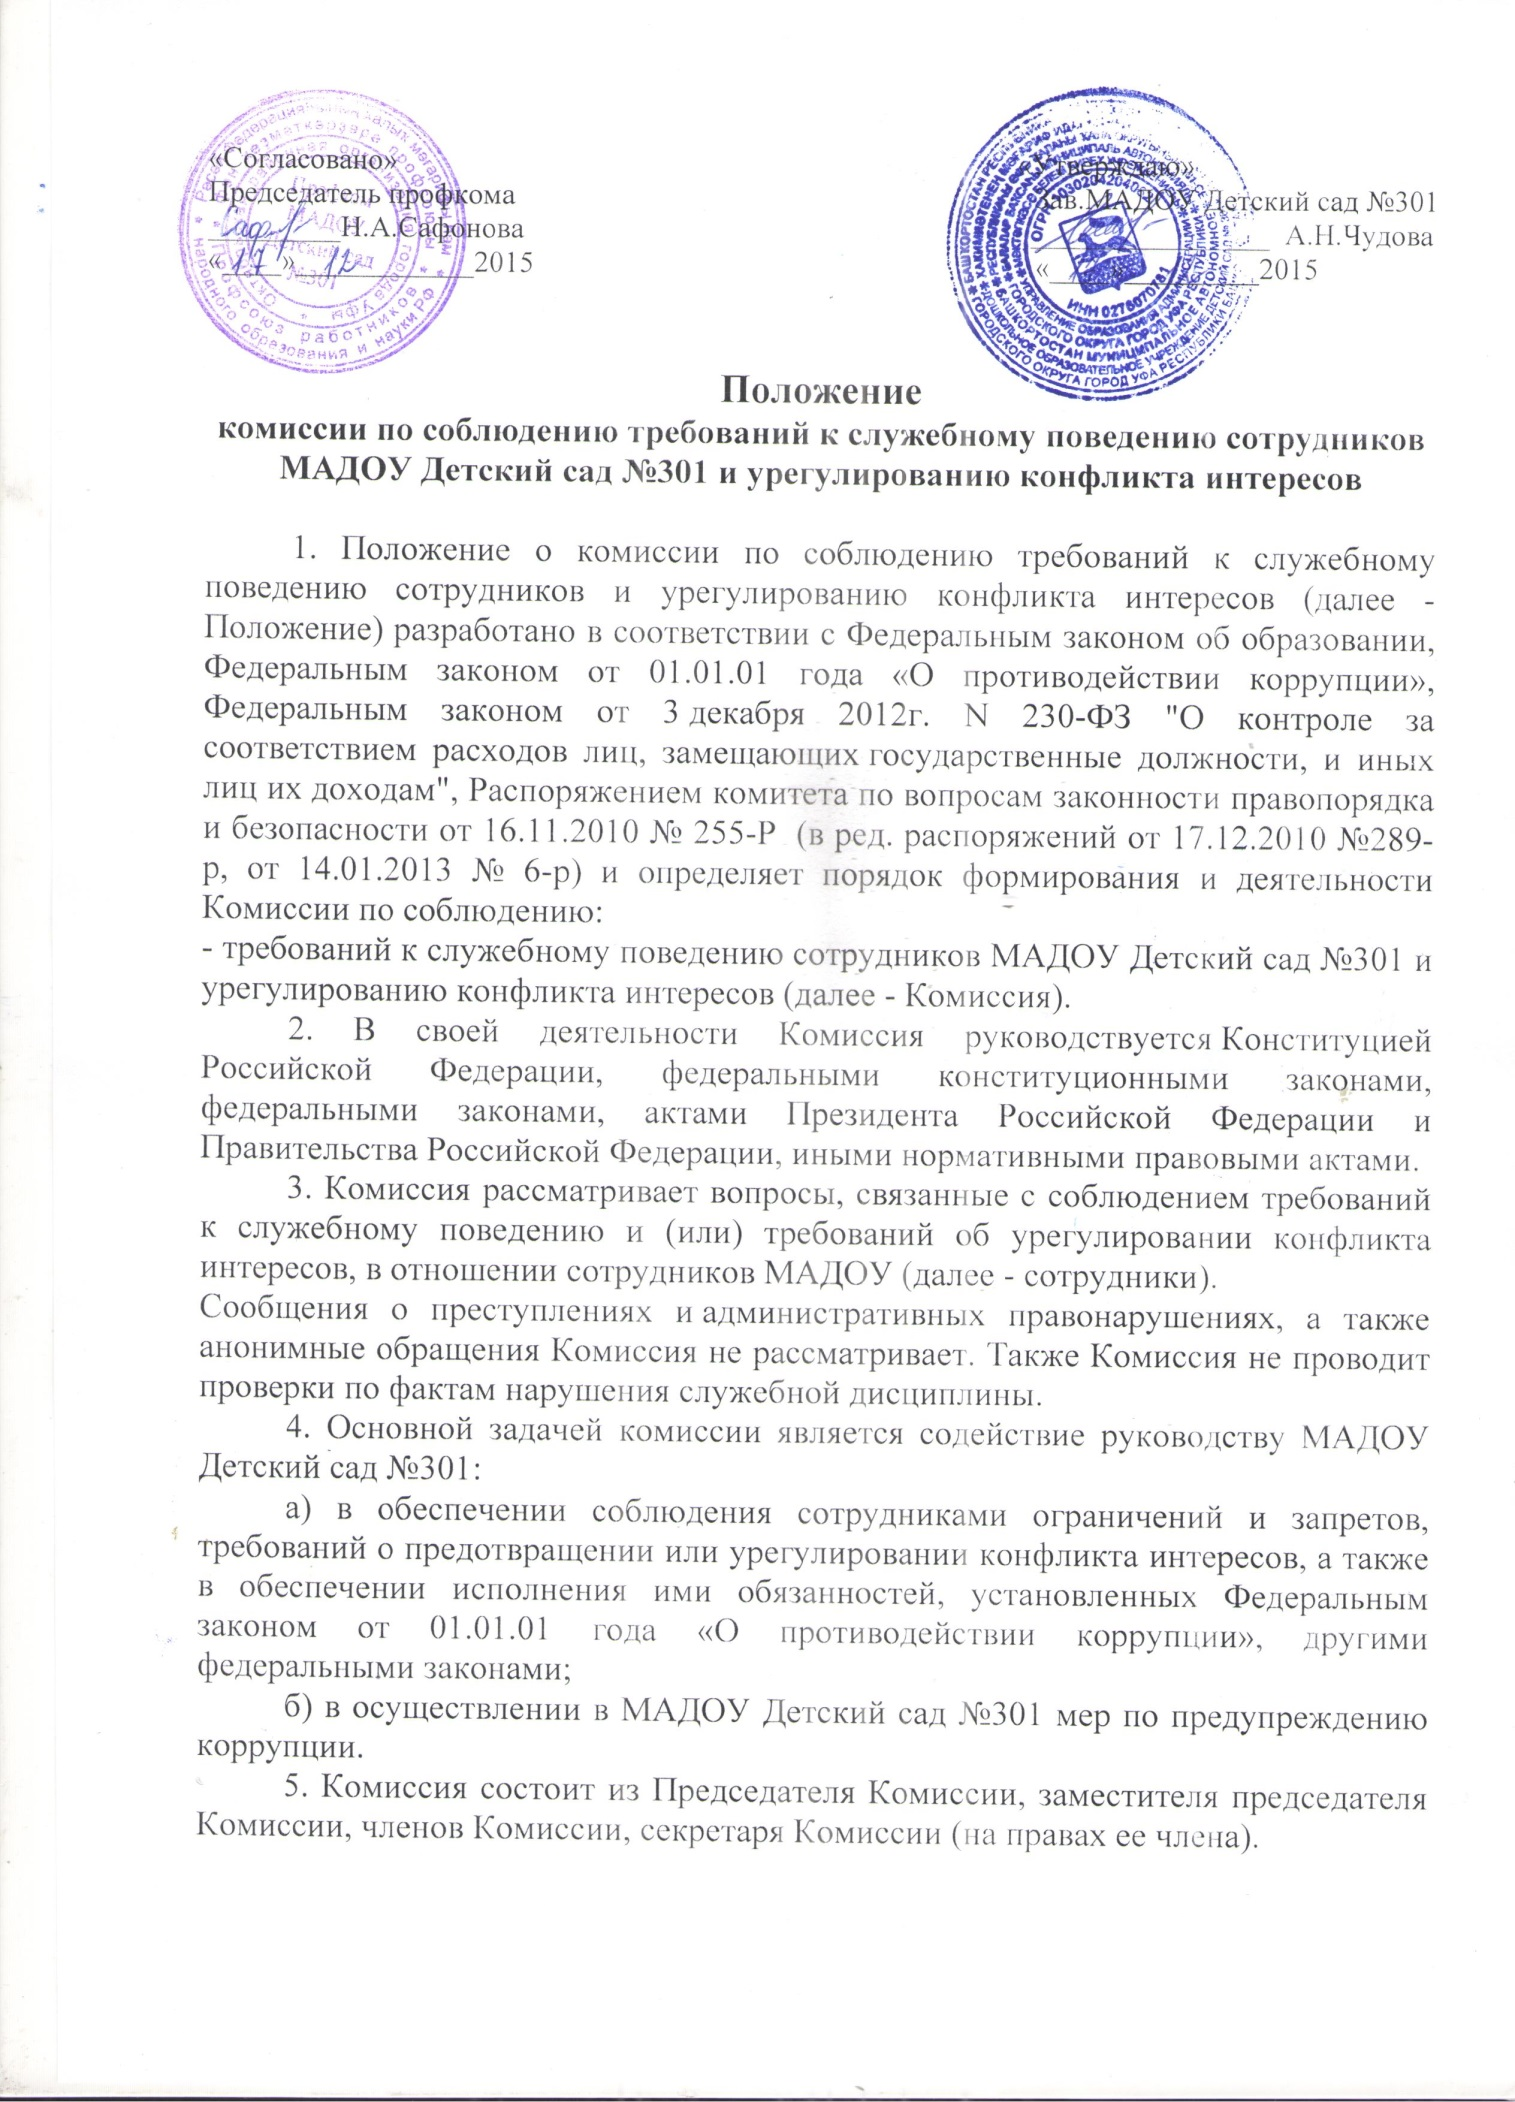 «Согласовано»
Председатель профкома
Н.А.Сафонова
«17» 12 2015
«Утверждаю»
Зав.МАДОУ Детский сад №301
А.Н.Чудова
« » 2015
Положение
комиссии по соблюдению требований к служебному поведению сотрудников
МАДОУ Детский сад №301 и урегулированию конфликта интересов
1. Положение о комиссии по соблюдению требований к служебному
поведению сотрудников и урегулированию конфликта интересов (далее -
Положение) разработано в соответствии с Федеральным законом об образовании,
Федеральным законом от 01.01.01 года «О противодействии коррупции»,
Федеральным законом от 3 декабря 2012г. N 230-ФЗ "О контроле за
соответствием расходов лиц, замещающих государственные должности, и иных
лиц их доходам", Распоряжением комитета по вопросам законности правопорядка
и безопасности от 16.11.2010 № 255-Р (в ред. распоряжений от 17.12.2010 №289-
р, от 14.01.2013 № 6-р) и определяет порядок формирования и деятельности
Комиссии по соблюдению:
- требований к служебному поведению сотрудников МАДОУ Детский сад №301 и
урегулированию конфликта интересов (далее - Комиссия).
2. В своей деятельности Комиссия руководствуется Конституцией
Российской Федерации, федеральными конституционными законами,
федеральными законами, актами Президента Российской Федерации и
Правительства Российской Федерации, иными нормативными правовыми актами.
3. Комиссия рассматривает вопросы, связанные с соблюдением требований
к служебному поведению и (или) требований об урегулировании конфликта
интересов, в отношении сотрудников МАДОУ (далее - сотрудники).
Сообщения о преступлениях и административных правонарушениях, а также
анонимные обращения Комиссия не рассматривает. Также Комиссия не проводит
проверки по фактам нарушения служебной дисциплины.
4. Основной задачей комиссии является содействие руководству МАДОУ
Детский сад №301:
а) в обеспечении соблюдения сотрудниками ограничений и запретов,
требований о предотвращении или урегулировании конфликта интересов, а также
в обеспечении исполнения ими обязанностей, установленных Федеральным
законом от 01.01.01 года «О противодействии коррупции», другими
федеральными законами;
б) в осуществлении в МАДОУ Детский сад №301 мер по предупреждению
коррупции.
5. Комиссия состоит из Председателя Комиссии, заместителя председателя
Комиссии, членов Комиссии, секретаря Комиссии (на правах ее члена).